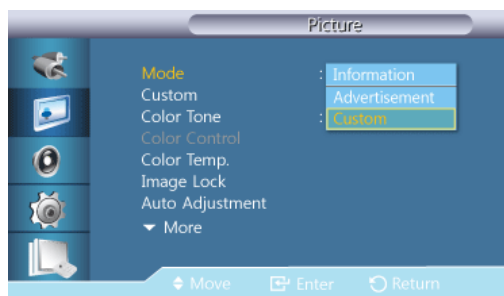 Picture
Mode : Information
Custom Advertisement
Color Tone : Custom
Color Control
Color Temp.
Image Lock
Auto Adjustment
More
Move Enter Return